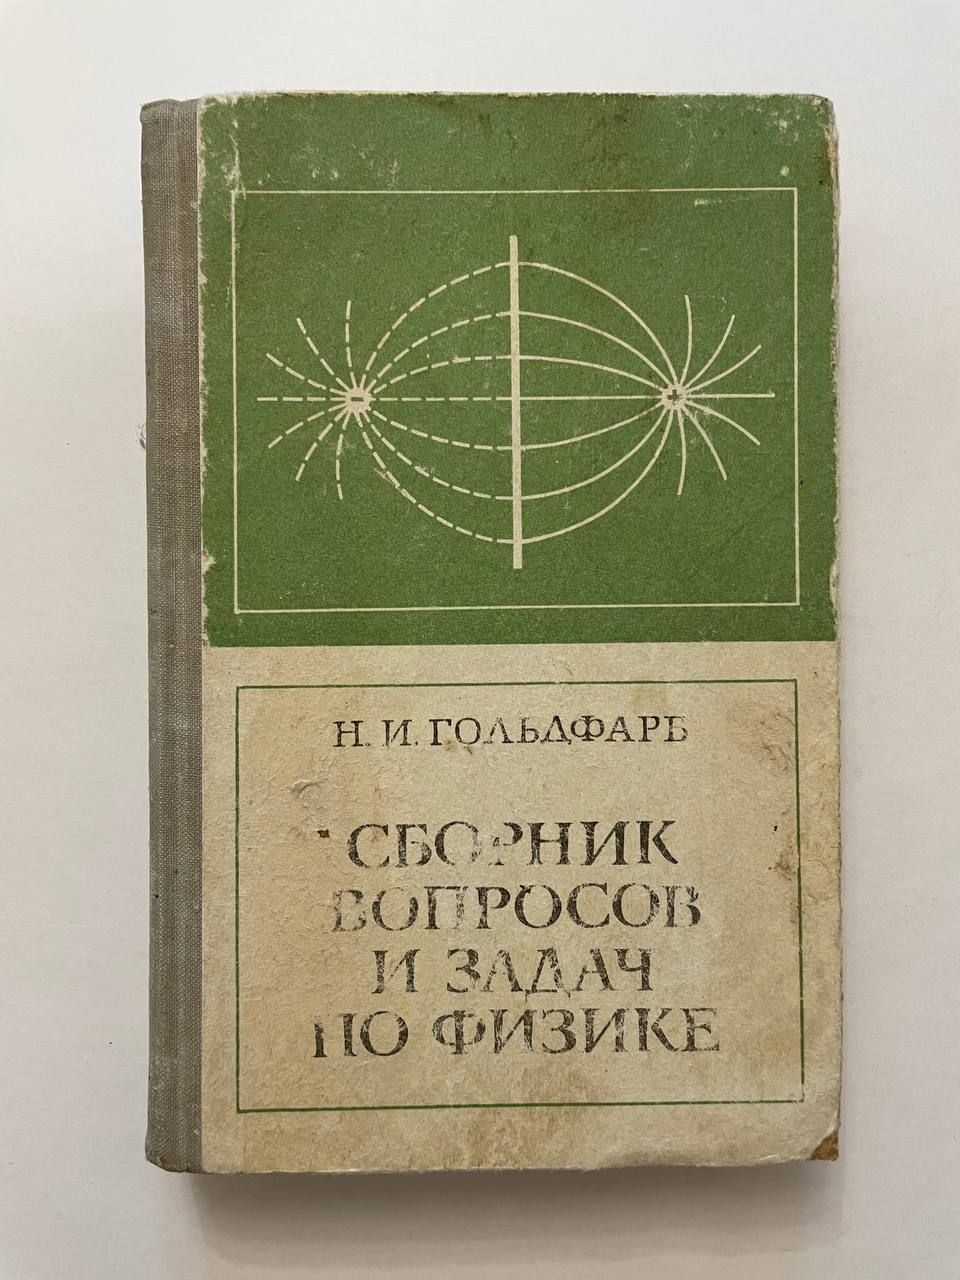 Н. И. ГОЛЬДФАРБ
СБОРНИК
ВОПРОСОВ
И ЗАДАЧ
ПО ФИЗИКЕ